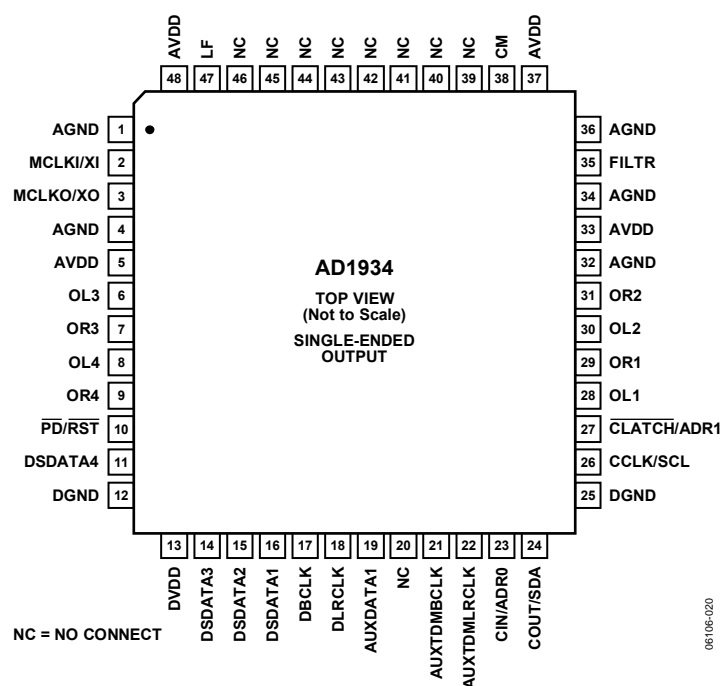 AVDD
LF
NC
NC
NC
NC
NC
NC
NC
NC
CM
AVDD
48 47 46 45 44 43 42 41 40 39 38 37
AGND 1
MCLKI/XI 2
MCLKO/XO 3
AGND 4
AVDD 5
OL3 6
OR3 7
OL4 8
OR4 9
PD/RST 10
DSDATA4 11
DGND 12
AD1934
TOP VIEW
(Not to Scale)
SINGLE-ENDED
OUTPUT
36 AGND
35 FILTR
34 AGND
33 AVDD
32 AGND
31 OR2
30 OL2
29 OR1
28 OL1
27 CLATCH/ADR1
26 CCLK/SCL
25 DGND
13 14 15 16 17 18 19 20 21 22 23 24
DVDD
DSDATA3
DSDATA2
DSDATA1
DBCLK
DLRCLK
AUXDATA1
NC
AUXTDMBCLK
AUXTDMLRCLK
CIN/ADR0
COUT/SDA
NC = NO CONNECT
06106-020